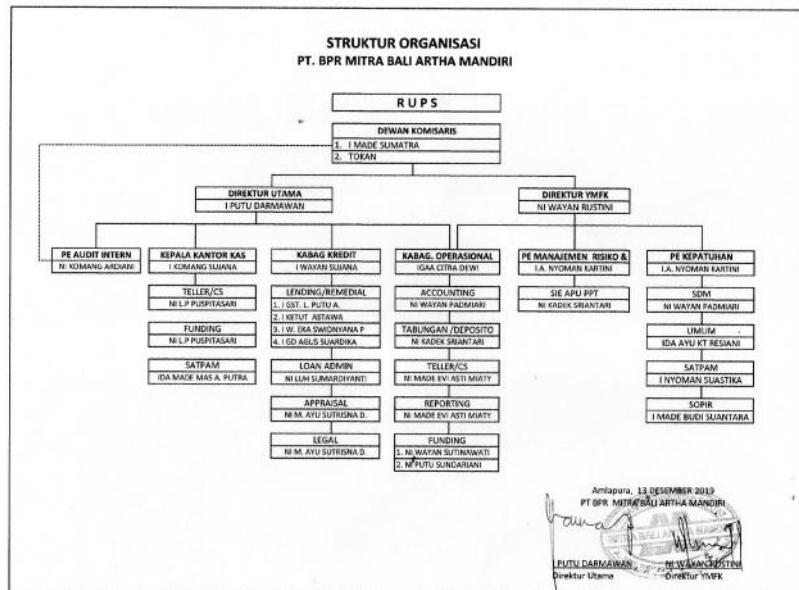 STRUKTUR ORGANISASI
PT. BPR MITRA BALI ARTHA MANDIRI
R U P S
DEWAN KOMISARIS
1. I MADE SUMATRA
2. TOKAN
DIREKTUR UTAMA
I PUTU DARMAWAN
DIREKTUR YMFK
NI WAYAN RUSTINI
PE AUDIT INTERN
NI KOMANG ARDIANI
KEPALA KANTOR KAS
I KOMANG SUJANA
TELLER/CS
NI L.P PUSPITASARI
FUNDING
NI L.P PUSPITASARI
SATPAM
IDA MADE MAS A. PUTRA
KABAG KREDIT
I WAYAN SUJANA
LENDING/REMEDIAL
1. I GST. L. PUTU A.
2. I KETUT ASTAWA
3. I W. EKA SWIDNYANA P
4. I GD AGUS SUARDIKA
LOAN ADMIN
NI LUH SUMARDIYANTI
APPRAISAL
NI M. AYU SUTRISNA D.
LEGAL
NI M. AYU SUTRISNA D.
KABAG. OPERASIONAL
IGAA CITRA DEWI
ACCOUNTING
NI WAYAN PADMIARI
TABUNGAN /DEPOSITO
NI KADEK SRIANTARI
TELLER/CS
NI MADE EVI ASTI MIATY
REPORTING
NI MADE EVI ASTI MIATY
FUNDING
1. NI WAYAN SUTINAWATI
2. NI PUTU SUNDARIANI
PE MANAJEMEN RISIKO &
I.A. NYOMAN KARTINI
SIE APU PPT
NI KADEK SRIANTARI
PE KEPATUHAN
I.A. NYOMAN KARTINI
SDM
NI WAYAN PADMIARI
UMUM
IDA AYU KT RESIANI
SATPAM
I NYOMAN SUASTIKA
SOPIR
I MADE BUDI SUANTARA
Amlapura, 13 DESEMBER 2019
PT BPR MITRA BALI ARTHA MANDIRI
I PUTU DARMAWAN
NI WAYAN RUSTINI
Direktur Utama
Direktur YMFK